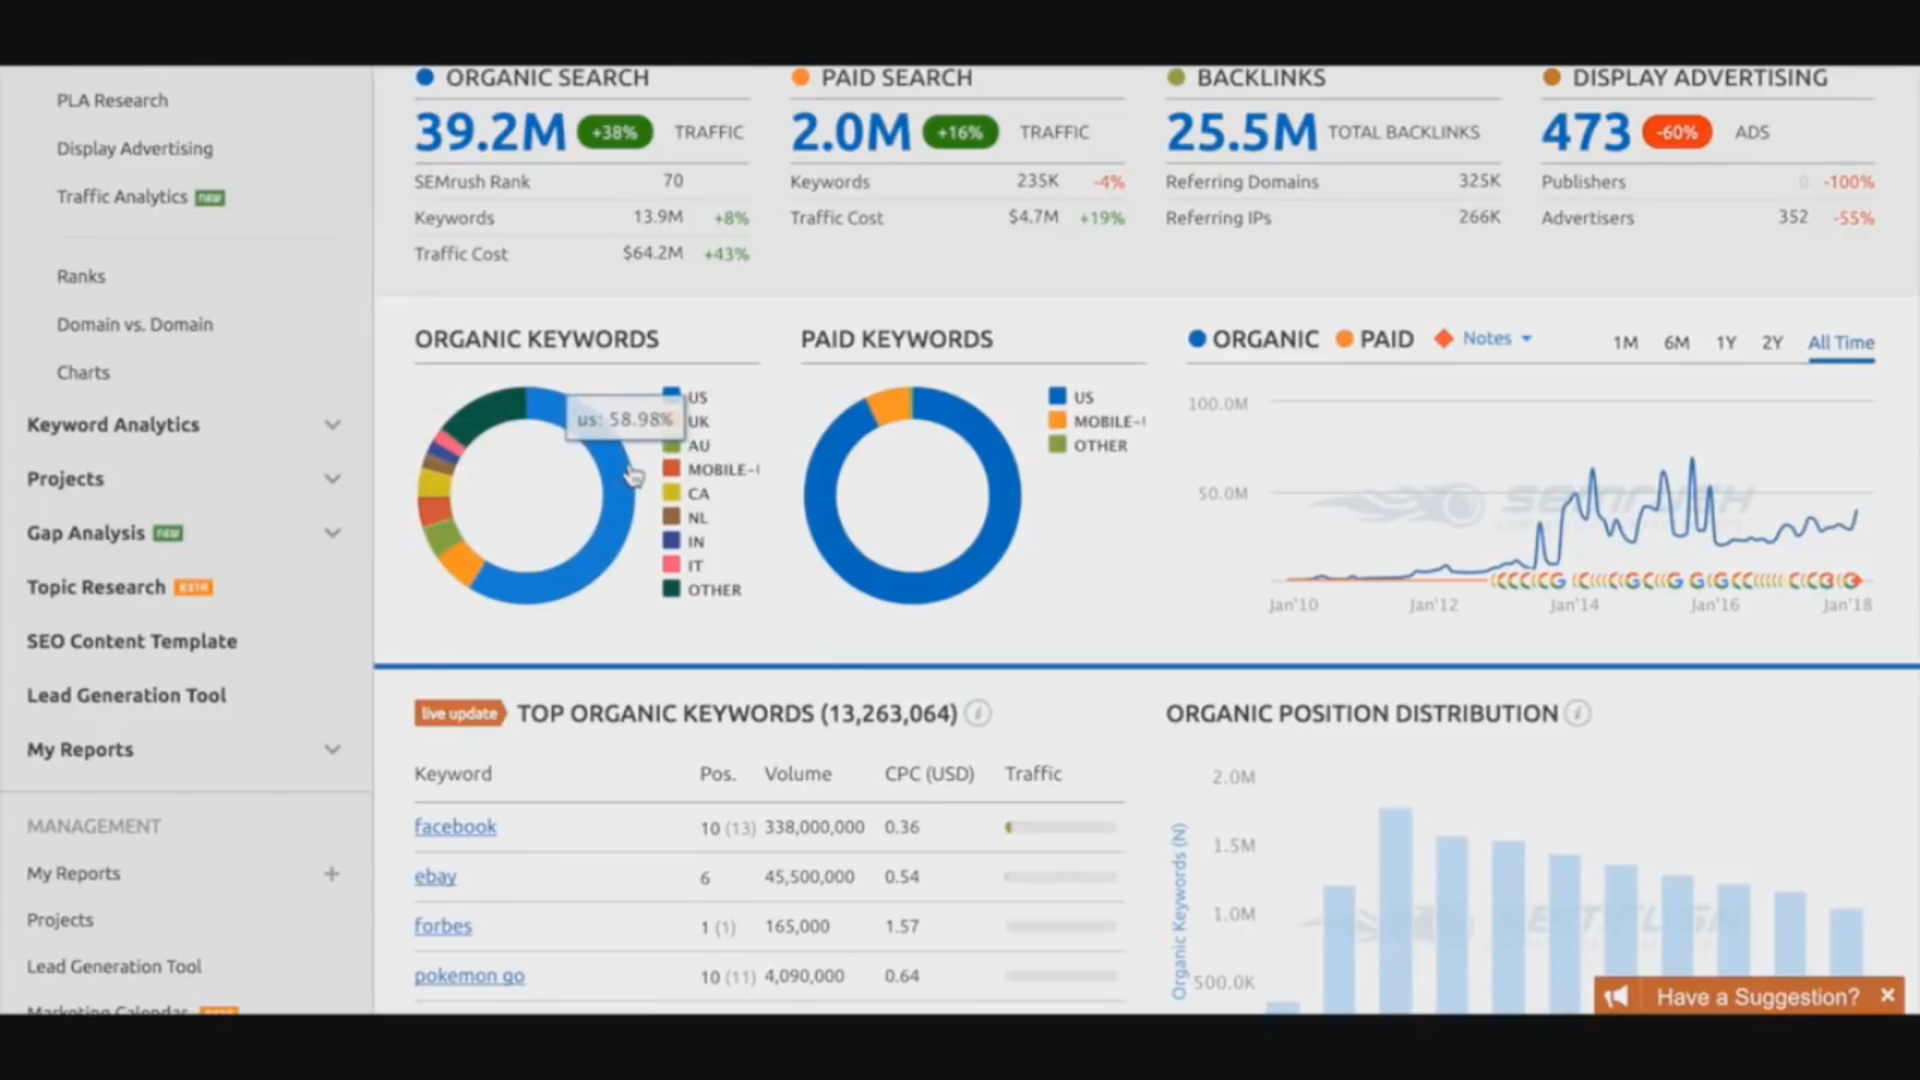 PLA Research
Display Advertising
Traffic Analytics new
Ranks
Domain vs. Domain
Charts
Keyword Analytics
Projects
Gap Analysis new
Topic Research BETA
SEO Content Template
Lead Generation Tool
My Reports
MANAGEMENT
My Reports +
Projects
Lead Generation Tool
Marketing Calendar
ORGANIC SEARCH
39.2M +38% TRAFFIC
SEMrush Rank 70
Keywords 13.9M +8%
Traffic Cost $64.2M +43%
PAID SEARCH
2.0M +16% TRAFFIC
Keywords 235K -4%
Traffic Cost $4.7M +19%
BACKLINKS
25.5M TOTAL BACKLINKS
Referring Domains 325K
Referring IPs 266K
DISPLAY ADVERTISING
473 -60% ADS
Publishers 0 -100%
Advertisers 352 -55%
ORGANIC KEYWORDS
us: 58.98%
US
UK
AU
MOBILE-
CA
NL
IN
IT
OTHER
PAID KEYWORDS
US
MOBILE-
OTHER
ORGANIC PAID Notes
1M 6M 1Y 2Y All Time
100.0M
50.0M
SEMRUSH
Jan'10 Jan'12 Jan'14 Jan'16 Jan'18
live update TOP ORGANIC KEYWORDS (13,263,064) i
Keyword Pos. Volume CPC (USD) Traffic
facebook 10 (13) 338,000,000 0.36
ebay 6 45,500,000 0.54
forbes 1 (1) 165,000 1.57
pokemon go 10 (11) 4,090,000 0.64
ORGANIC POSITION DISTRIBUTION i
Organic Keywords (N)
2.0M
1.5M
1.0M
500.0K
Have a Suggestion? ×